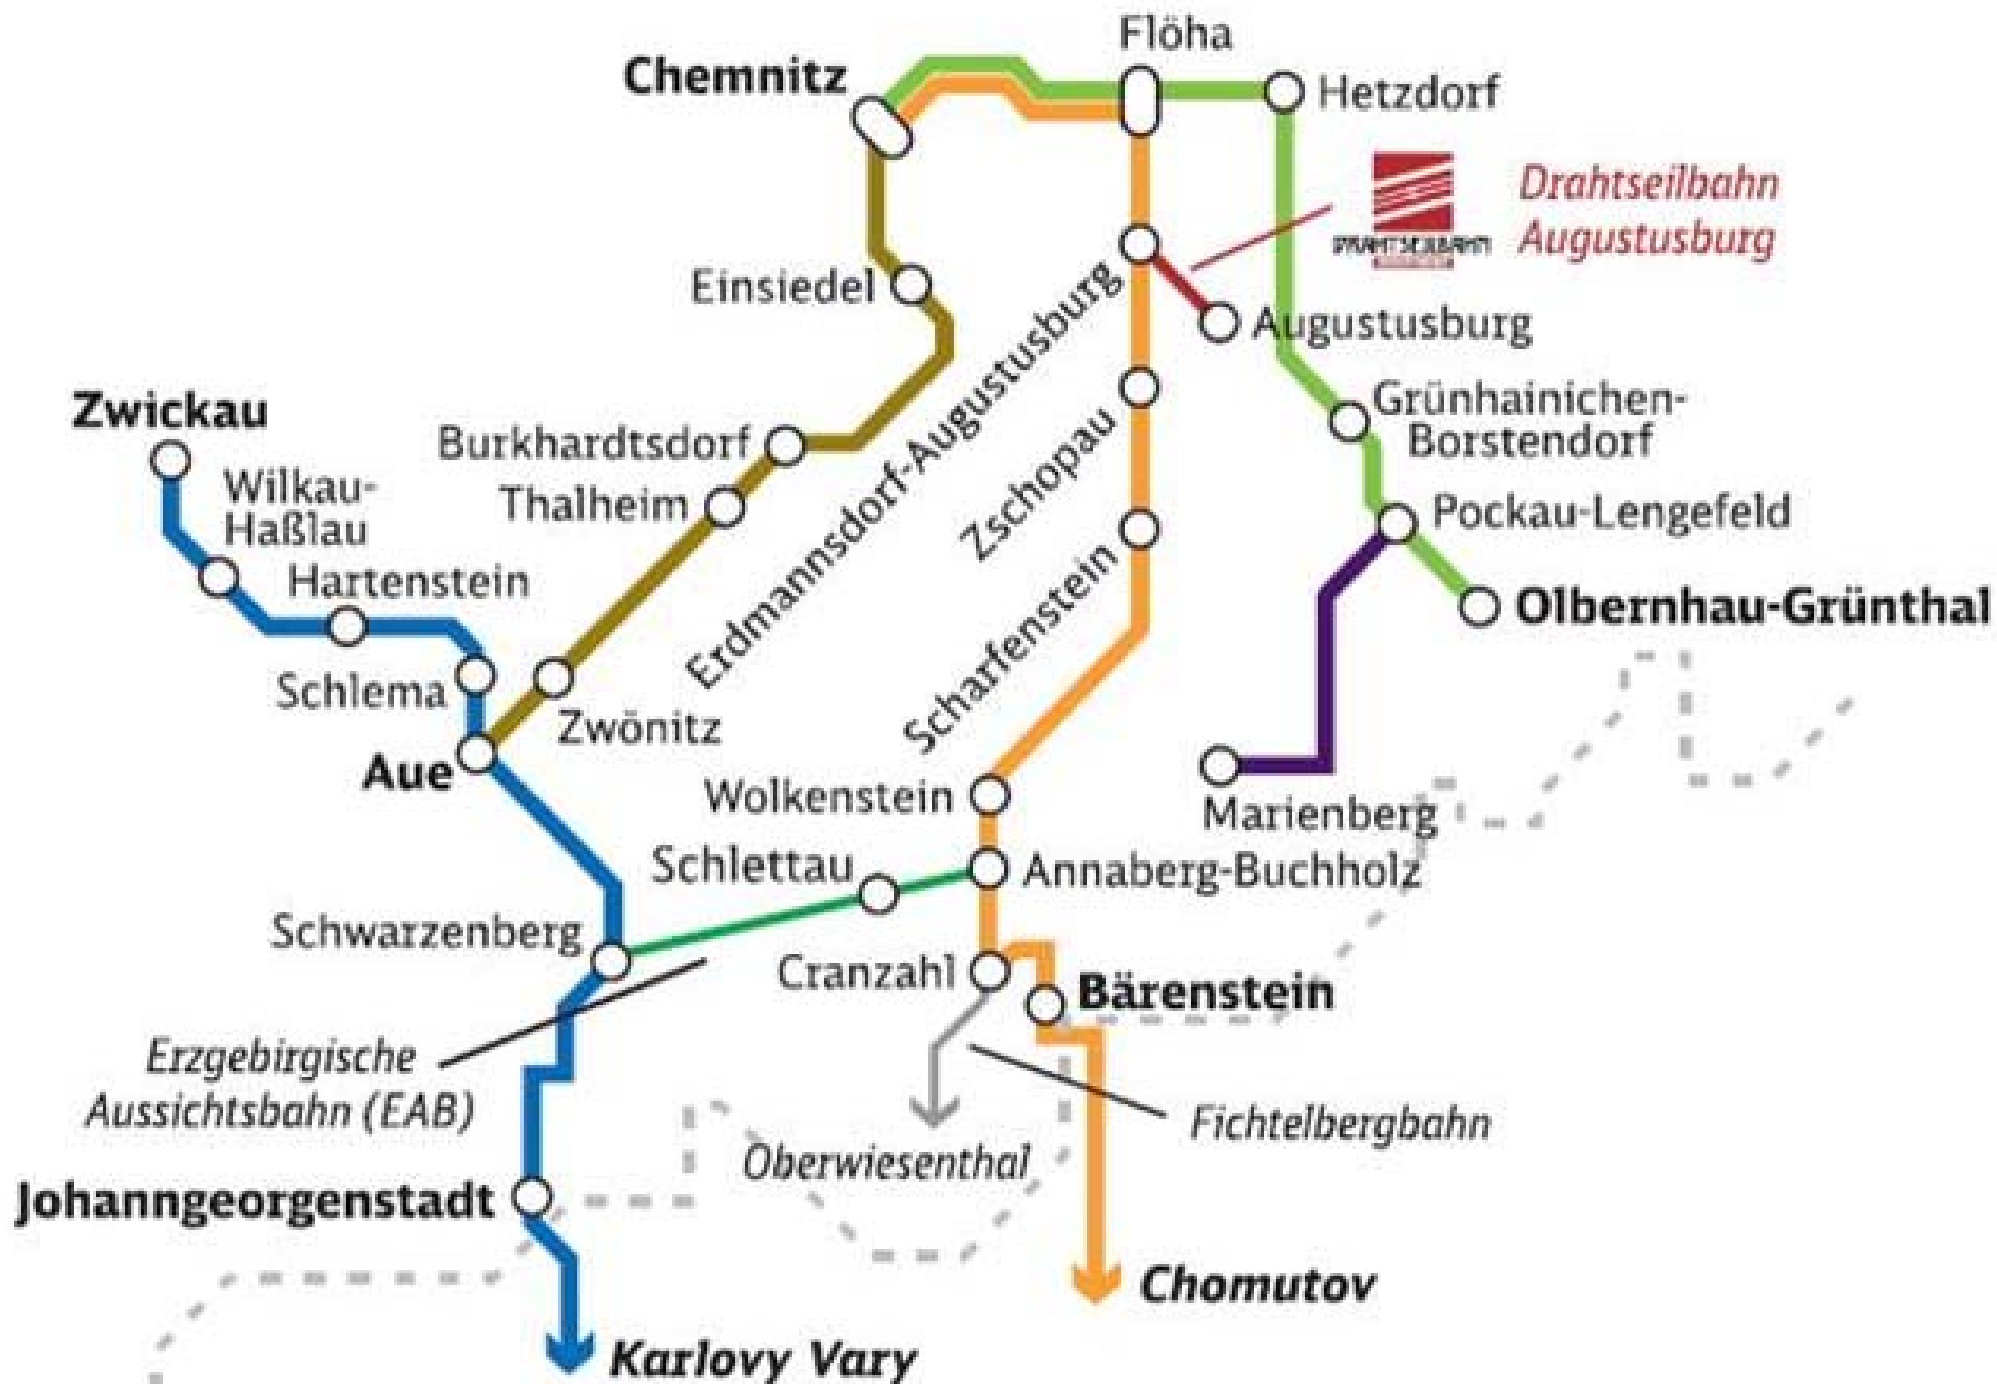 Flöha
Chemnitz
Hetzdorf
Drahtseilbahn
Augustusburg
DRAHTSEILBAHN
Einsiedel
Augustusburg
Erdmannsdorf-Augustusburg
Zwickau
Burkhardtsdorf
Grünhainichen-
Borstendorf
Zschopau
Wilkau-
Haßlau
Thalheim
Pockau-Lengefeld
Hartenstein
Scharfenstein
Olbernhau-Grünthal
Schlema
Zwönitz
Aue
Wolkenstein
Marienberg
Schlettau
Annaberg-Buchholz
Schwarzenberg
Cranzahl
Bärenstein
Erzgebirgische
Aussichtsbahn (EAB)
Fichtelbergbahn
Oberwiesenthal
Johanngeorgenstadt
Chomutov
Karlovy Vary